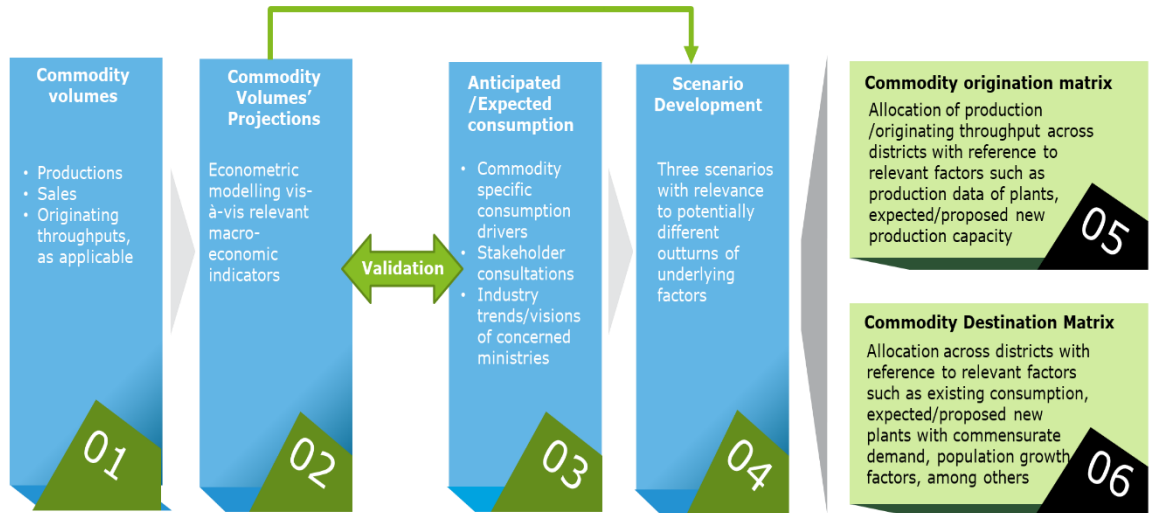 Commodity
volumes
• Productions
• Sales
• Originating
throughputs,
as applicable
01
Commodity
Volumes’
Projections
Econometric
modelling vis-
à-vis relevant
macro-
economic
indicators
02
Validation
Anticipated
/Expected
consumption
• Commodity
specific
consumption
drivers
• Stakeholder
consultations
• Industry
trends/visions
of concerned
ministries
03
Scenario
Development
Three scenarios
with relevance
to potentially
different
outturns of
underlying
factors
04
Commodity origination matrix
Allocation of production
/originating throughput across
districts with reference to
relevant factors such as
production data of plants,
expected/proposed new
production capacity
05
Commodity Destination Matrix
Allocation across districts with
reference to relevant factors
such as existing consumption,
expected/proposed new
plants with commensurate
demand, population growth
factors, among others
06